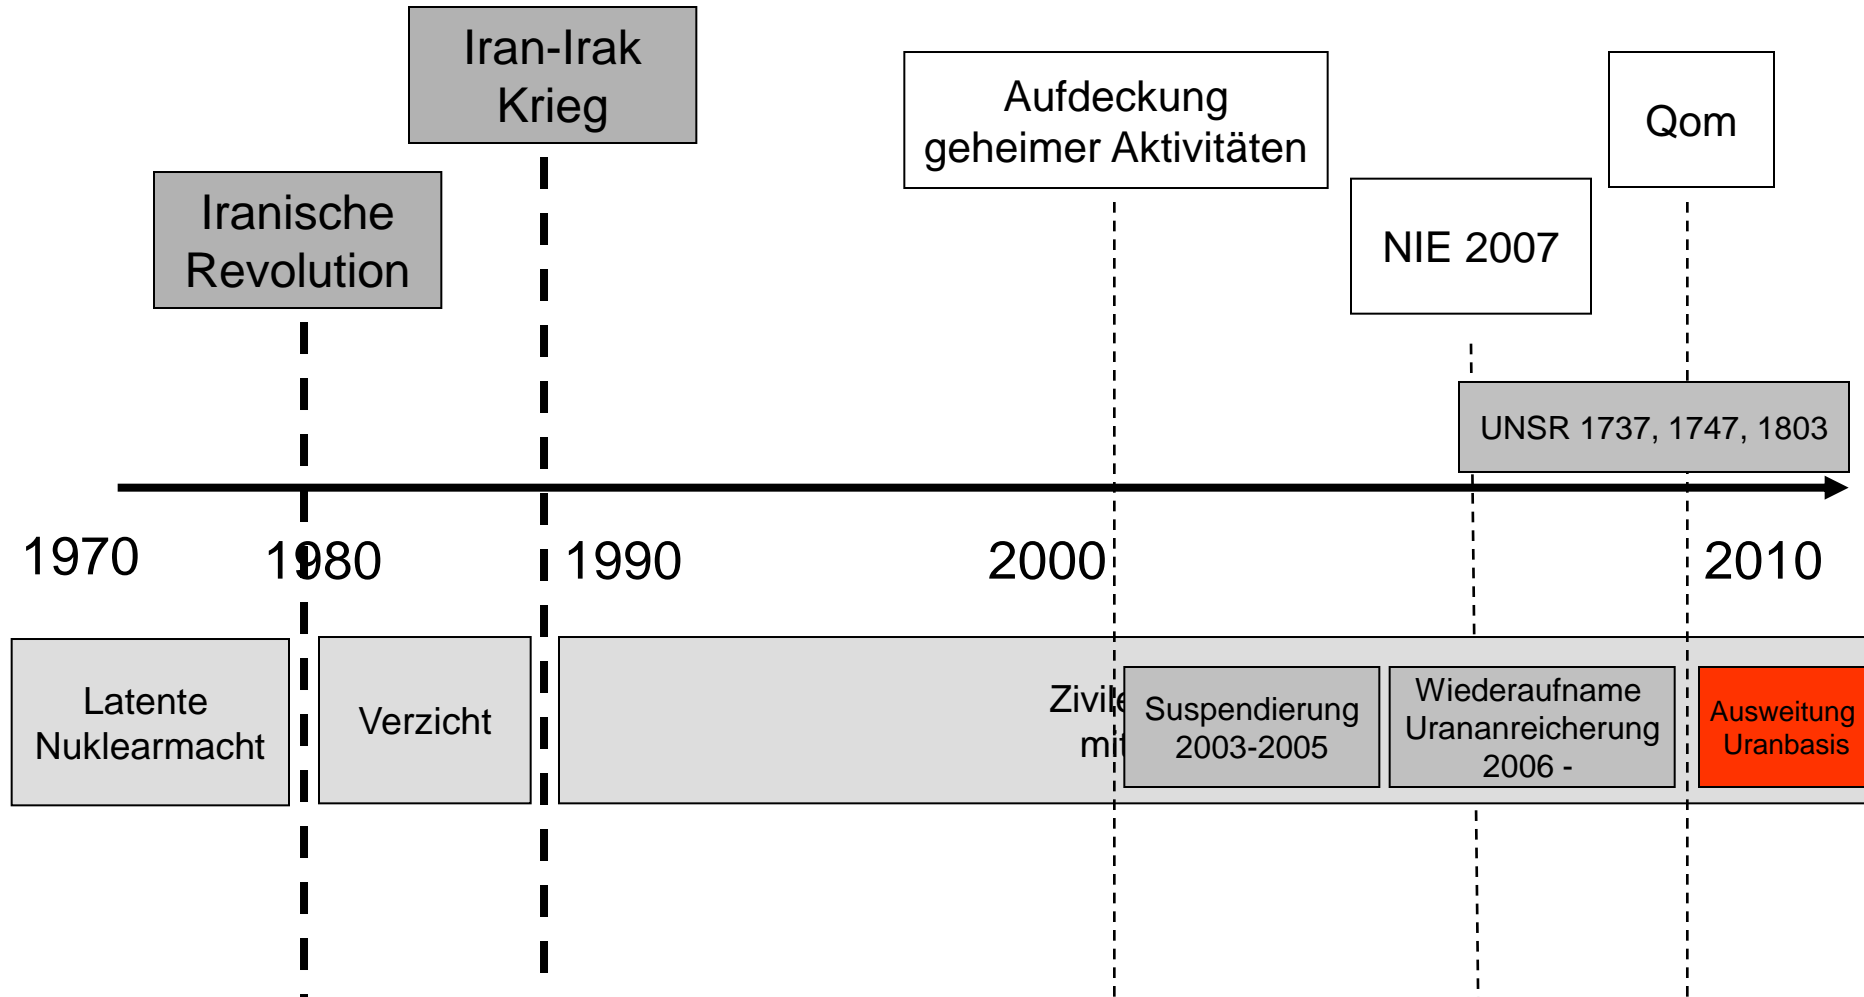 Iran-Irak
Krieg
Iranische
Revolution
Aufdeckung
geheimer Aktivitäten
Qom
NIE 2007
UNSR 1737, 1747, 1803
1970
1980
1990
2000
2010
Latente
Nuklearmacht
Verzicht
mit
Suspendierung
2003-2005
Wiederaufname
Urananreicherung
2006 -
Ausweitung
Uranbasis